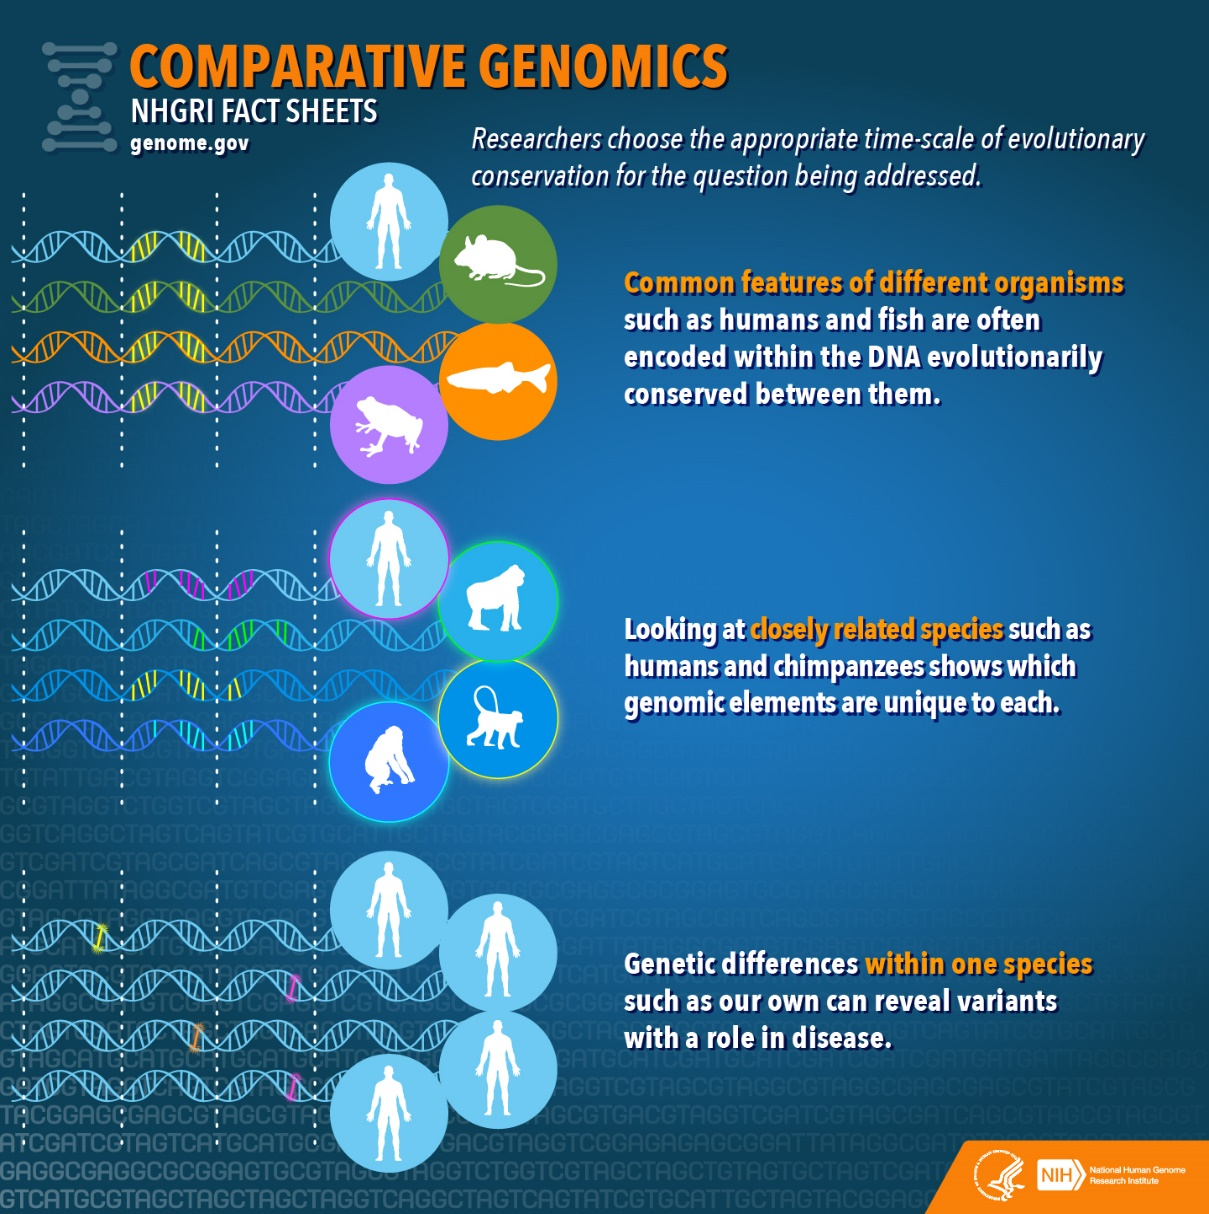 COMPARATIVE GENOMICS
NHGRI FACT SHEETS
genome.gov
Researchers choose the appropriate time-scale of evolutionary
conservation for the question being addressed.
Common features of different organisms
such as humans and fish are often
encoded within the DNA evolutionarily
conserved between them.
Looking at closely related species such as
humans and chimpanzees shows which
genomic elements are unique to each.
Genetic differences within one species
such as our own can reveal variants
with a role in disease.
NIH
National Human Genome
Research Institute